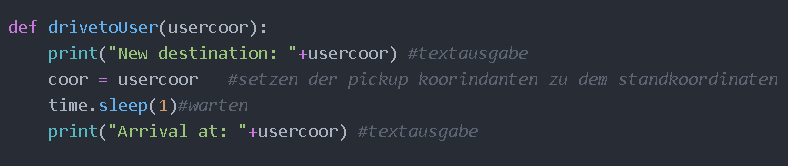 def drivetoUser(usercoor):
    print("New destination: "+usercoor) #textausgabe
    coor = usercoor   #setzen der pickup koorindanten zu dem standkoordinaten
    time.sleep(1)#warten
    print("Arrival at: "+usercoor) #textausgabe